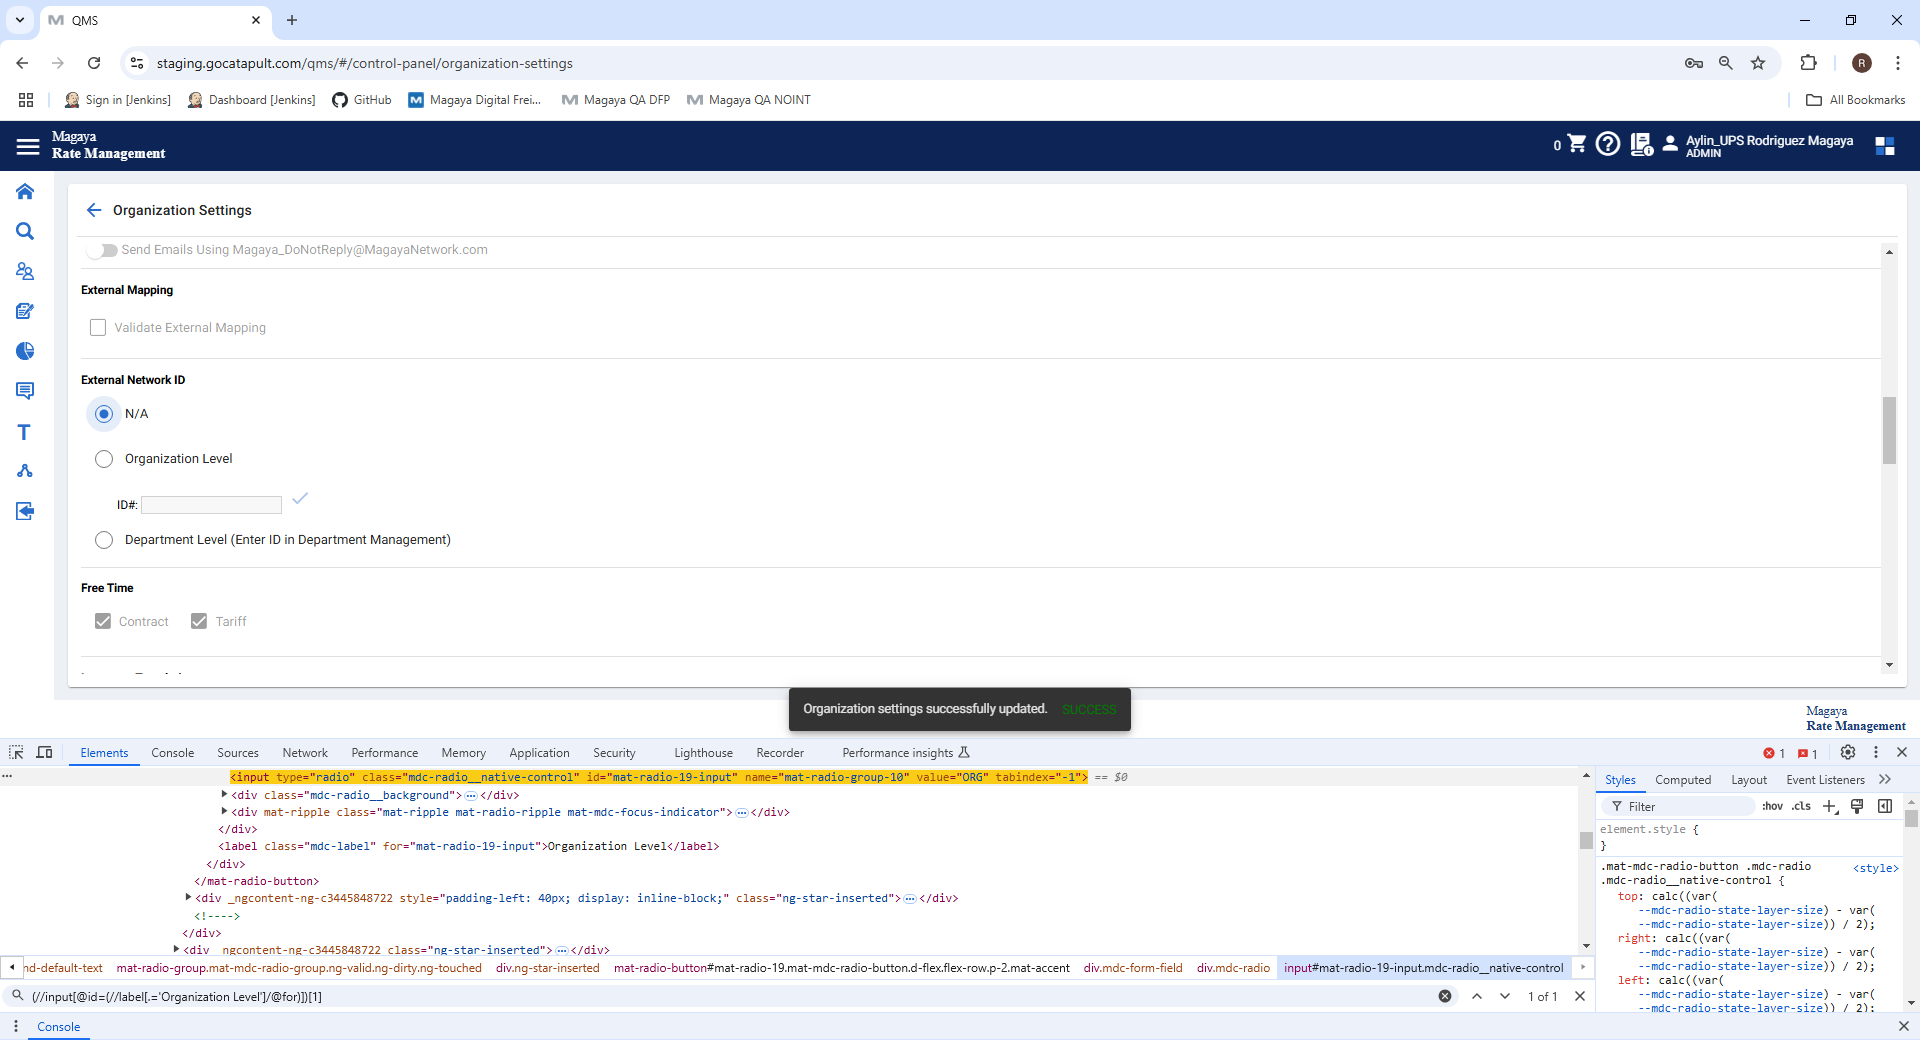 QMS
staging.gocatapult.com/qms/#/control-panel/organization-settings
R
Sign in [Jenkins] Dashboard [Jenkins] GitHub Magaya Digital Frei... Magaya QA DFP Magaya QA NOINT All Bookmarks
Magaya
Rate Management
0
Aylin_UPS Rodriguez Magaya
ADMIN
Organization Settings
Send Emails Using Magaya_DoNotReply@MagayaNetwork.com
External Mapping
Validate External Mapping
External Network ID
N/A
Organization Level
ID#:
Department Level (Enter ID in Department Management)
Free Time
Contract Tariff
Organization settings successfully updated. SUCCESS
Magaya
Rate Management
Elements Console Sources Network Performance Memory Application Security Lighthouse Recorder Performance insights 1 1
<input type="radio" class="mdc-radio__native-control" id="mat-radio-19-input" name="mat-radio-group-10" value="ORG" tabindex="-1"> == $0
<div class="mdc-radio__background">…</div>
<div mat-ripple class="mat-ripple mat-radio-ripple mat-mdc-focus-indicator">…</div>
</div>
<label class="mdc-label" for="mat-radio-19-input">Organization Level</label>
</div>
</mat-radio-button>
<div _ngcontent-ng-c3445848722 style="padding-left: 40px; display: inline-block;" class="ng-star-inserted">…</div>
<!---->
</div>
<div _ngcontent-ng-c3445848722 class="ng-star-inserted">…</div>
nd-default-text mat-radio-group.mat-mdc-radio-group.ng-valid.ng-dirty.ng-touched div.ng-star-inserted mat-radio-button#mat-radio-19.mat-mdc-radio-button.d-flex.flex-row.p-2.mat-accent div.mdc-form-field div.mdc-radio input#mat-radio-19-input.mdc-radio__native-control
(//input[@id=(//label[.='Organization Level']/@for)])[1]
1 of 1
Console
Styles Computed Layout Event Listeners
Filter :hov .cls
element.style {
}
.mat-mdc-radio-button .mdc-radio <style>
.mdc-radio__native-control {
top: calc((var(
--mdc-radio-state-layer-size) - var(
--mdc-radio-state-layer-size)) / 2);
right: calc((var(
--mdc-radio-state-layer-size) - var(
--mdc-radio-state-layer-size)) / 2);
left: calc((var(
--mdc-radio-state-layer-size) - var(
--mdc-radio-state-layer-size)) / 2);